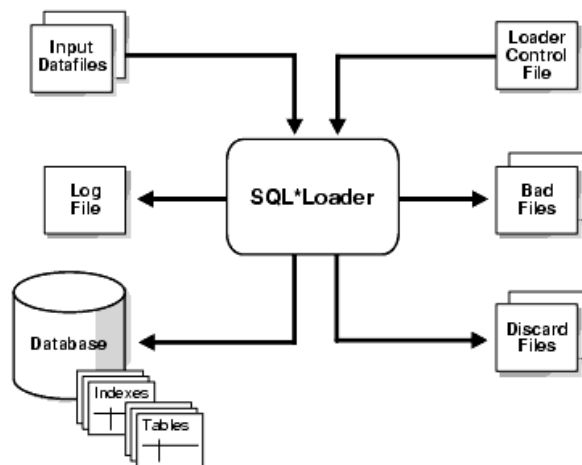 Input
Datafiles
Loader
Control
File
Log
File
SQL*Loader
Bad
Files
Database
Discard
Files
Indexes
Tables